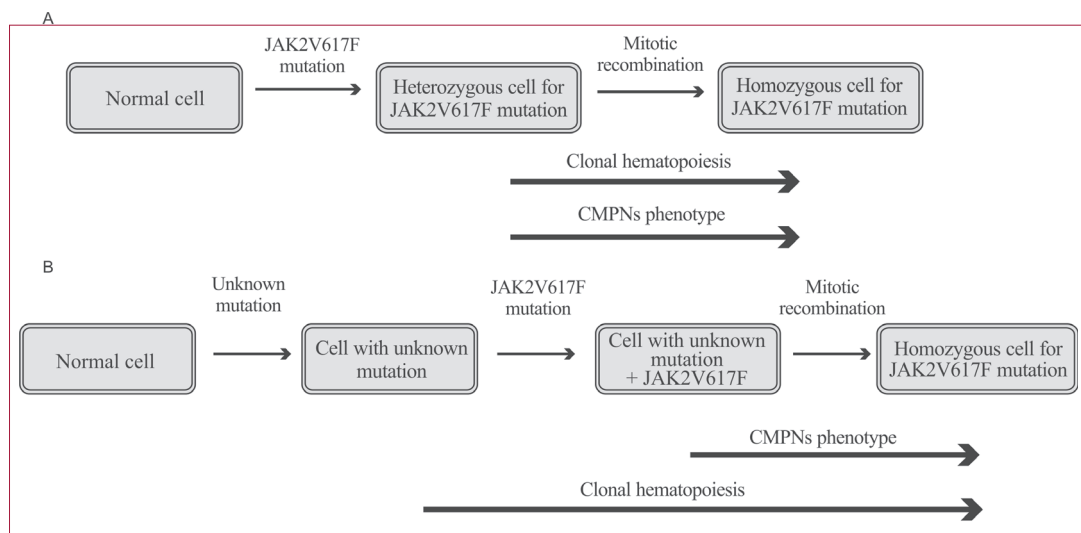 A
JAK2V617F
mutation
Mitotic
recombination
Normal cell
Heterozygous cell for
JAK2V617F mutation
Homozygous cell for
JAK2V617F mutation
Clonal hematopoiesis
CMPNs phenotype
B
Unknown
mutation
JAK2V617F
mutation
Mitotic
recombination
Normal cell
Cell with unknown
mutation
Cell with unknown
mutation
+ JAK2V617F
Homozygous cell for
JAK2V617F mutation
CMPNs phenotype
Clonal hematopoiesis